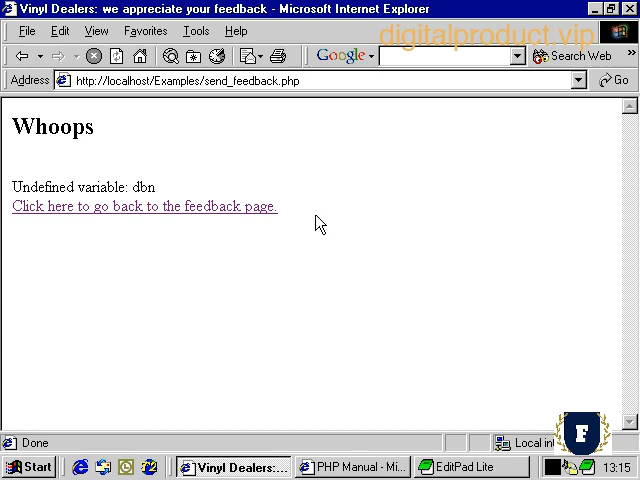 Vinyl Dealers: we appreciate your feedback - Microsoft Internet Explorer
File Edit View Favorites Tools Help
digitalproduct.vip
Google Search Web »
Address http://localhost/Examples/send_feedback.php Go
Whoops
Undefined variable: dbn
Click here to go back to the feedback page.
Done Local int
F
Start Vinyl Dealers:... PHP Manual - Mi... EditPad Lite 13:15